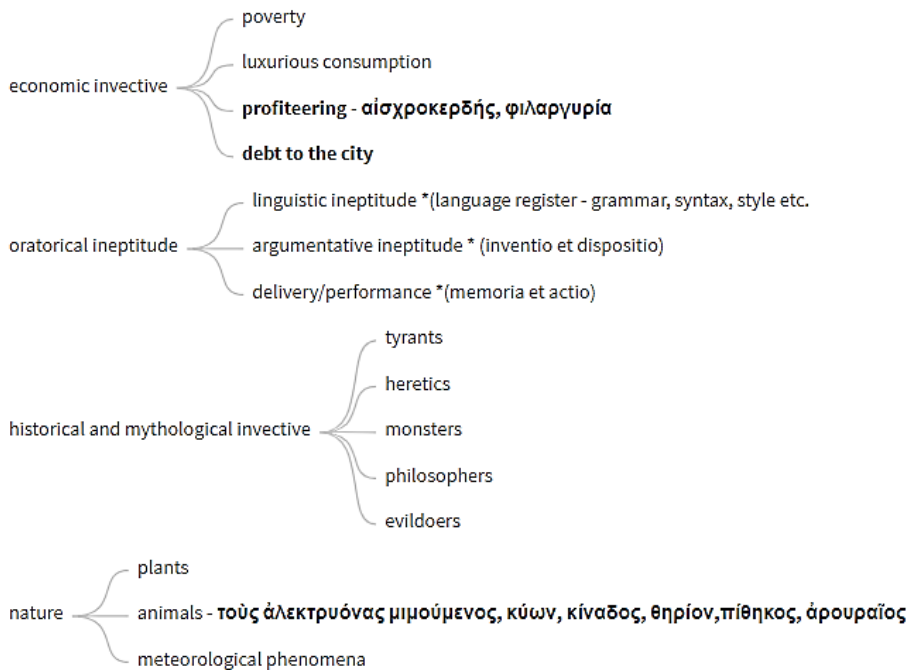 economic invective
poverty
luxurious consumption
profiteering - αἰσχροκερδής, φιλαργυρία
debt to the city
oratorical ineptitude
linguistic ineptitude *(language register - grammar, syntax, style etc.
argumentative ineptitude * (inventio et dispositio)
delivery/performance *(memoria et actio)
historical and mythological invective
tyrants
heretics
monsters
philosophers
evildoers
nature
plants
animals - τοὺς ἀλεκτρυόνας μιμούμενος, κύων, κίναδος, θηρίον,πίθηκος, ἀρουραῖος
meteorological phenomena